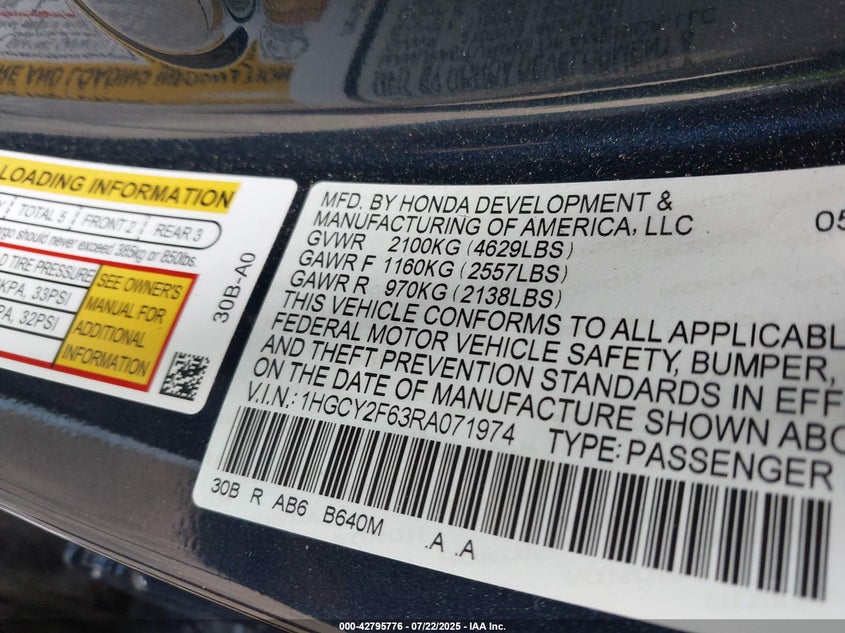 LOADING INFORMATION
TOTAL 5 FRONT 2 REAR 3
cargo should never exceed 385kg or 850lbs.
TIRE PRESSURE
KPA, 33PSI
PA, 32PSI
SEE OWNER'S
MANUAL FOR
ADDITIONAL
INFORMATION
30B-A0
MFD. BY HONDA DEVELOPMENT &
MANUFACTURING OF AMERICA, LLC 05
GVWR 2100KG (4629LBS)
GAWR F 1160KG (2557LBS)
GAWR R 970KG (2138LBS)
THIS VEHICLE CONFORMS TO ALL APPLICABL
FEDERAL MOTOR VEHICLE SAFETY, BUMPER,
AND THEFT PREVENTION STANDARDS IN EFF
ON THE DATE OF MANUFACTURE SHOWN ABO
V.I.N.: 1HGCY2F63RA071974 TYPE: PASSENGER
30B R AB6 B640M .A .A
000-42795776 - 07/22/2025 - IAA Inc.